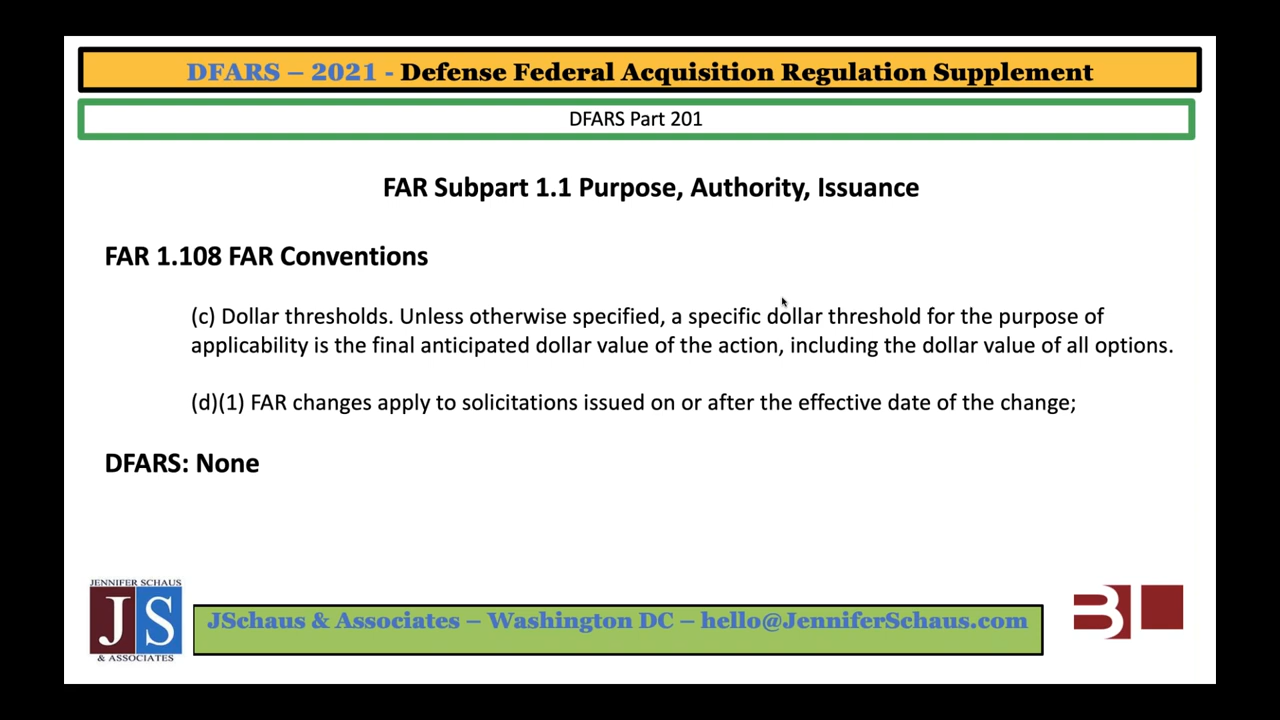 DFARS – 2021 - Defense Federal Acquisition Regulation Supplement
DFARS Part 201
FAR Subpart 1.1 Purpose, Authority, Issuance
FAR 1.108 FAR Conventions
(c) Dollar thresholds. Unless otherwise specified, a specific dollar threshold for the purpose of
applicability is the final anticipated dollar value of the action, including the dollar value of all options.
(d)(1) FAR changes apply to solicitations issued on or after the effective date of the change;
DFARS: None
JENNIFER SCHAUS
JS
& ASSOCIATES
JSchaus & Associates – Washington DC – hello@JenniferSchaus.com
B